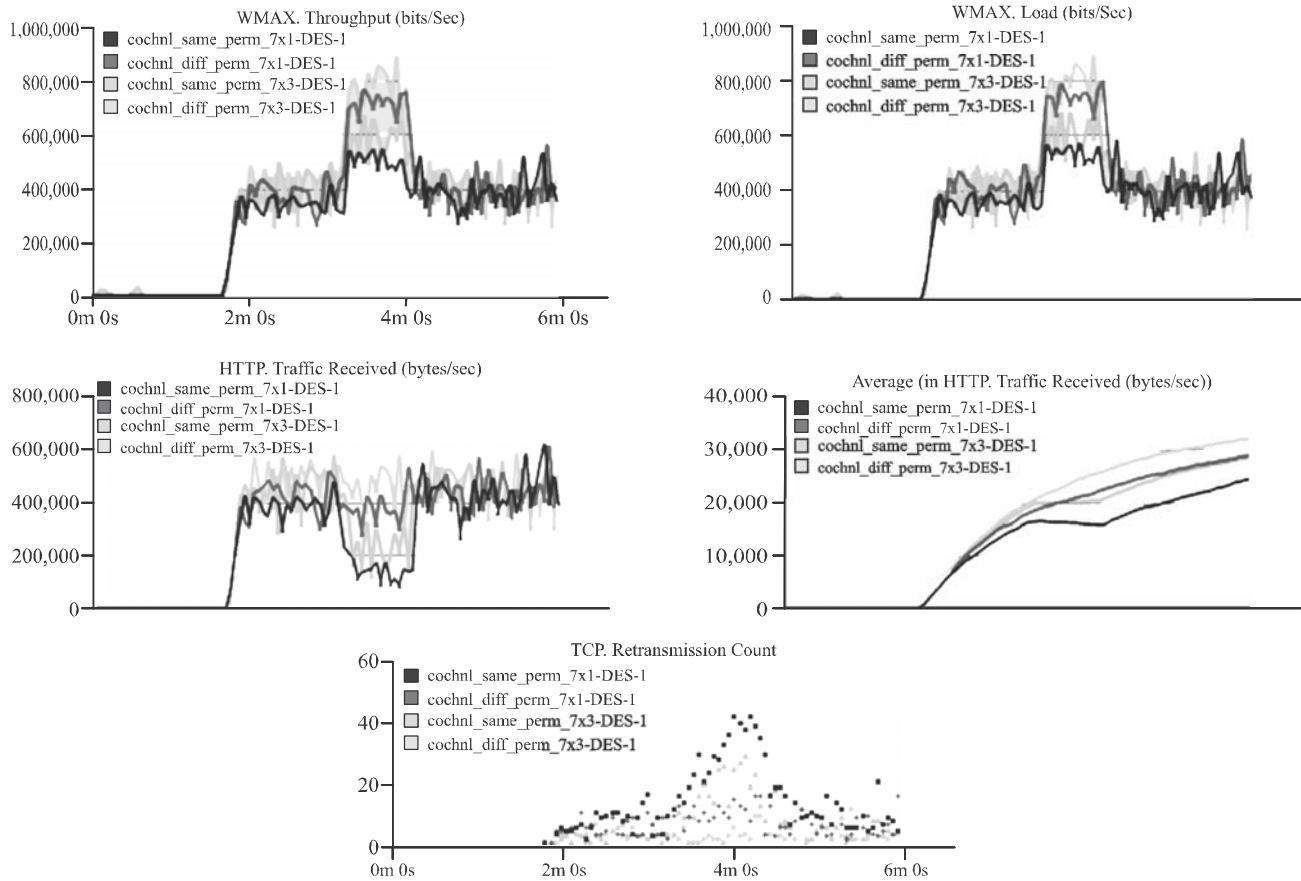 WMAX. Throughput (bits/Sec)
1,000,000
800,000
600,000
400,000
200,000
0
cochnl_same_perm_7x1-DES-1
cochnl_diff_perm_7x1-DES-1
cochnl_same_perm_7x3-DES-1
cochnl_diff_perm_7x3-DES-1
0m 0s 2m 0s 4m 0s 6m 0s
WMAX. Load (bits/Sec)
1,000,000
800,000
600,000
400,000
200,000
0
cochnl_same_perm_7x1-DES-1
cochnl_diff_perm_7x1-DES-1
cochnl_same_perm_7x3-DES-1
cochnl_diff_perm_7x3-DES-1
HTTP. Traffic Received (bytes/sec)
800,000
600,000
400,000
200,000
0
cochnl_same_perm_7x1-DES-1
cochnl_diff_perm_7x1-DES-1
cochnl_same_perm_7x3-DES-1
cochnl_diff_perm_7x3-DES-1
Average (in HTTP. Traffic Received (bytes/sec))
40,000
30,000
20,000
10,000
0
cochnl_same_perm_7x1-DES-1
cochnl_diff_perm_7x1-DES-1
cochnl_same_perm_7x3-DES-1
cochnl_diff_perm_7x3-DES-1
TCP. Retransmission Count
60
40
20
0
cochnl_same_perm_7x1-DES-1
cochnl_diff_perm_7x1-DES-1
cochnl_same_perm_7x3-DES-1
cochnl_diff_perm_7x3-DES-1
0m 0s 2m 0s 4m 0s 6m 0s